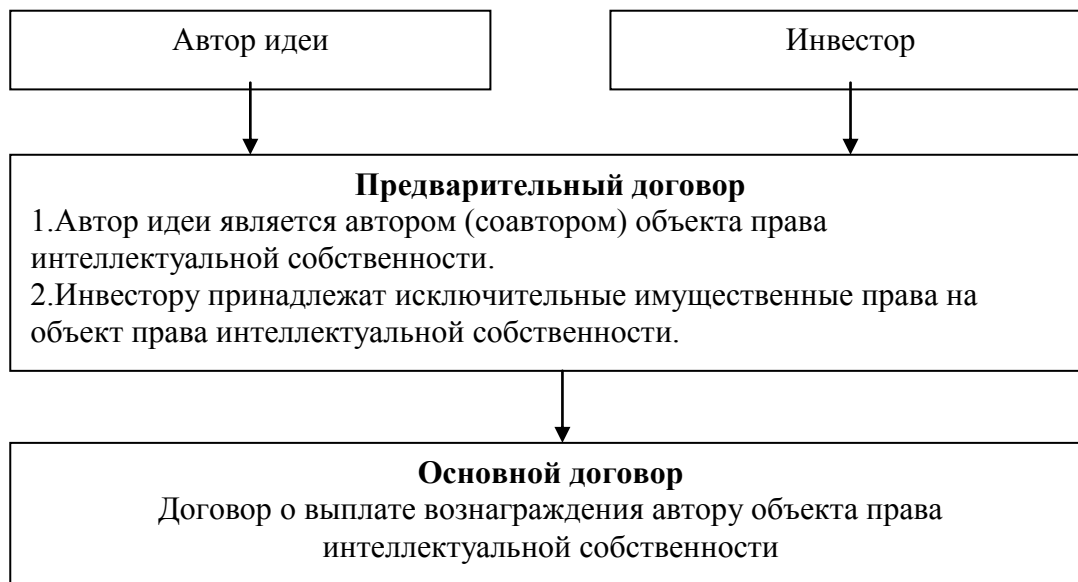 Автор идеи
Инвестор
Предварительный договор
1.Автор идеи является автором (соавтором) объекта права
интеллектуальной собственности.
2.Инвестору принадлежат исключительные имущественные права на
объект права интеллектуальной собственности.
Основной договор
Договор о выплате вознаграждения автору объекта права
интеллектуальной собственности